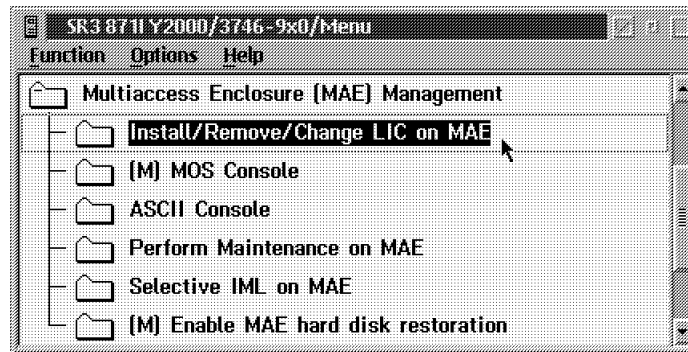 SR3 871I Y2000/3746-9x0/Menu
Function Options Help
Multiaccess Enclosure (MAE) Management
Install/Remove/Change LIC on MAE
(M) MOS Console
ASCII Console
Perform Maintenance on MAE
Selective IML on MAE
(M) Enable MAE hard disk restoration